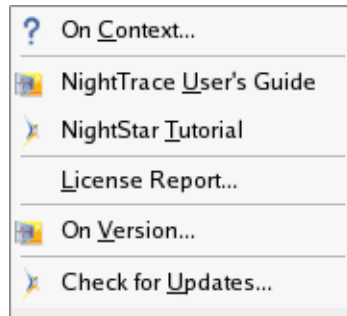 On Context...
NightTrace User's Guide
NightStar Tutorial
License Report...
On Version...
Check for Updates...